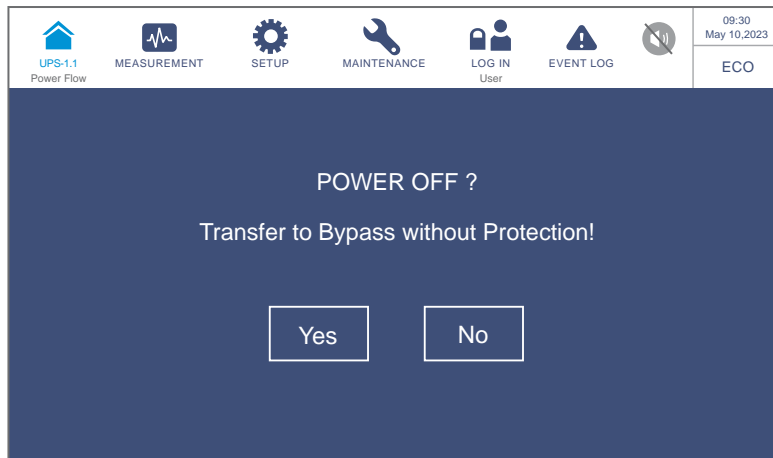 09:30
May 10,2023
UPS-1.1
MEASUREMENT
SETUP
MAINTENANCE
LOG IN
EVENT LOG
ECO
Power Flow
User
POWER OFF ?
Transfer to Bypass without Protection!
Yes
No